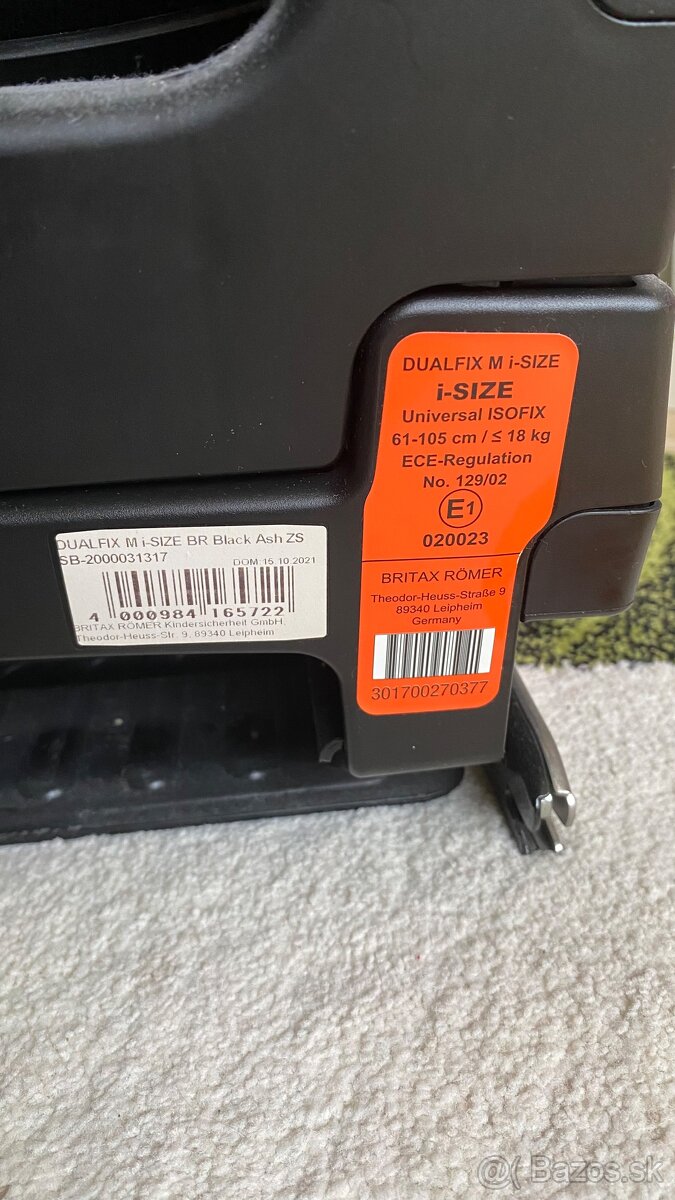 DUALFIX M i-SIZE
i-SIZE
Universal ISOFIX
61-105 cm / ≤ 18 kg
ECE-Regulation
No. 129/02
E1
020023
BRITAX RÖMER
Theodor-Heuss-Straße 9
89340 Leipheim
Germany
301700270377
DUALFIX M i-SIZE BR Black Ash ZS
SB-2000031317
DOM:15.10.2021
4 000984 165722
BRITAX RÖMER Kindersicherheit GmbH,
Theodor-Heuss-Str. 9, 89340 Leipheim
@( Bazos.sk